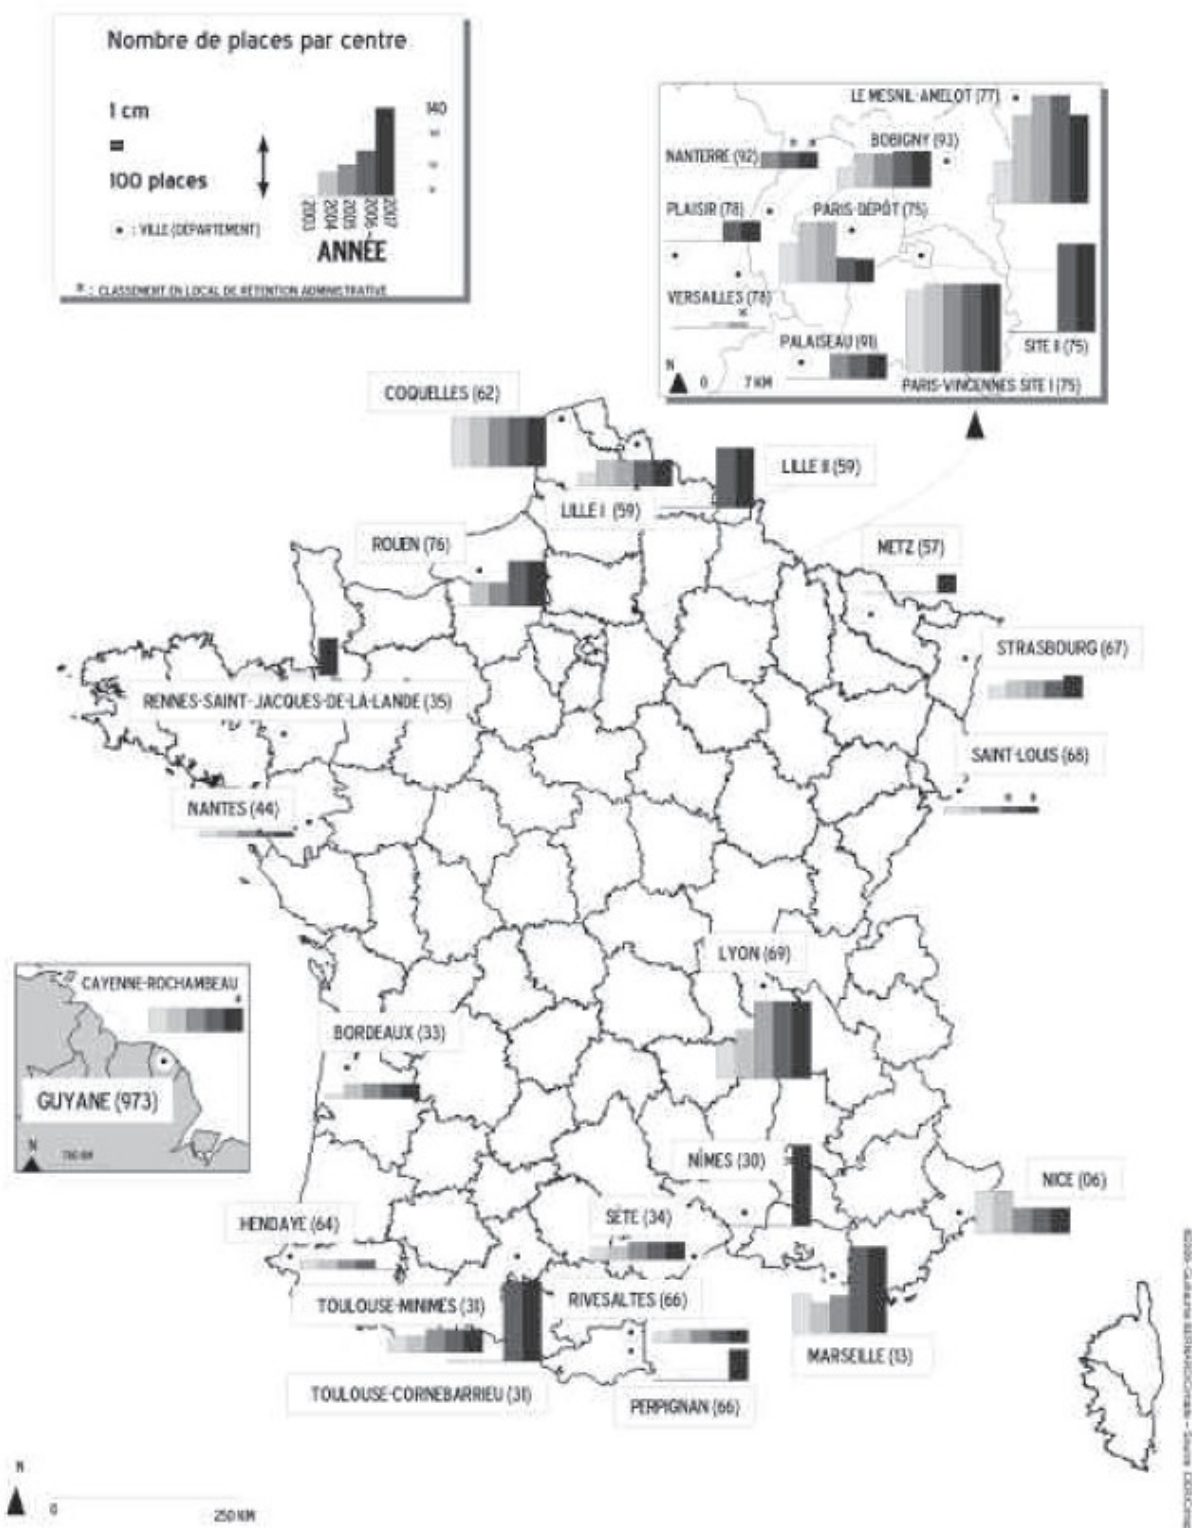 Nombre de places par centre
1 cm
=
100 places
140
2003
2004
2005
2006
2007
ANNÉE
• : VILLE (DÉPARTEMENT)
* : CLASSEMENT EN LOCAL DE RÉTENTION ADMINISTRATIVE
LE MESNIL-AMELOT (77)
BOBIGNY (93)
NANTERRE (92)
PLAISIR (78)
PARIS-DÉPÔT (75)
VERSAILLES (78)
PALAISEAU (91)
SITE II (75)
PARIS-VINCENNES SITE I (75)
N
0 7 KM
COQUELLES (62)
LILLE II (59)
LILLE I (59)
ROUEN (76)
METZ (57)
STRASBOURG (67)
RENNES-SAINT-JACQUES-DE-LA-LANDE (35)
SAINT-LOUIS (68)
NANTES (44)
LYON (69)
CAYENNE-ROCHAMBEAU
BORDEAUX (33)
GUYANE (973)
N
NÎMES (30)
NICE (06)
HENDAYE (64)
SÈTE (34)
TOULOUSE-MINIMES (31)
RIVESALTES (66)
MARSEILLE (13)
TOULOUSE-CORNEBARRIEU (31)
PERPIGNAN (66)
N
0 250 KM